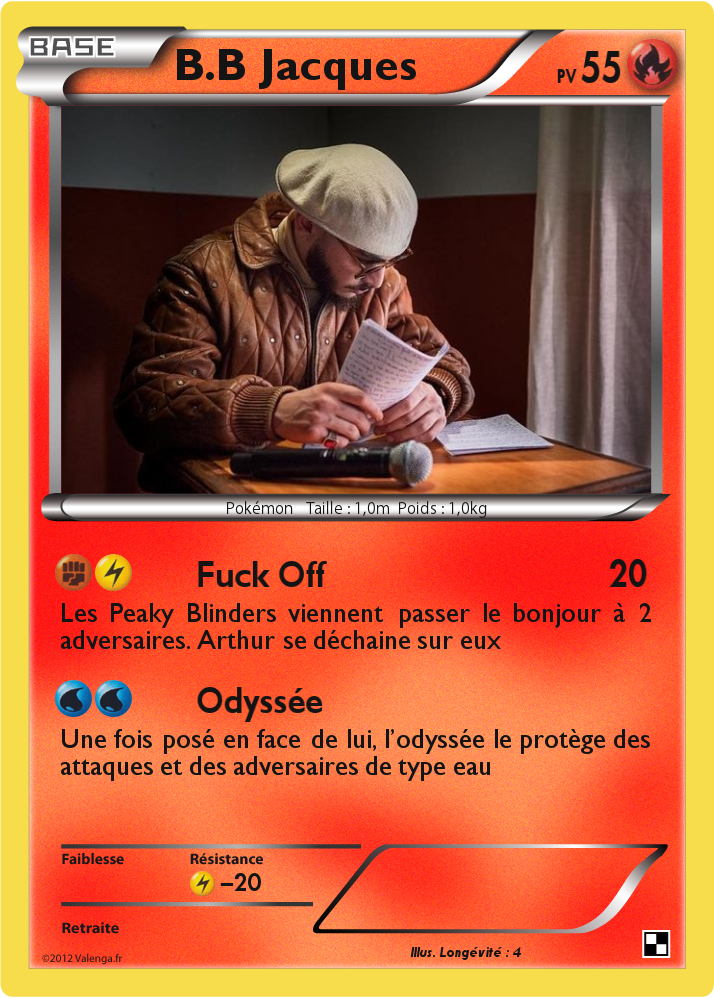 BASE
B.B Jacques
PV 55
Pokémon Taille : 1,0m Poids : 1,0kg
Fuck Off 20
Les Peaky Blinders viennent passer le bonjour à 2
adversaires. Arthur se déchaine sur eux
Odyssée
Une fois posé en face de lui, l'odyssée le protège des
attaques et des adversaires de type eau
Faiblesse Résistance
–20
Retraite
Illus. Longévité : 4
©2012 Valenga.fr